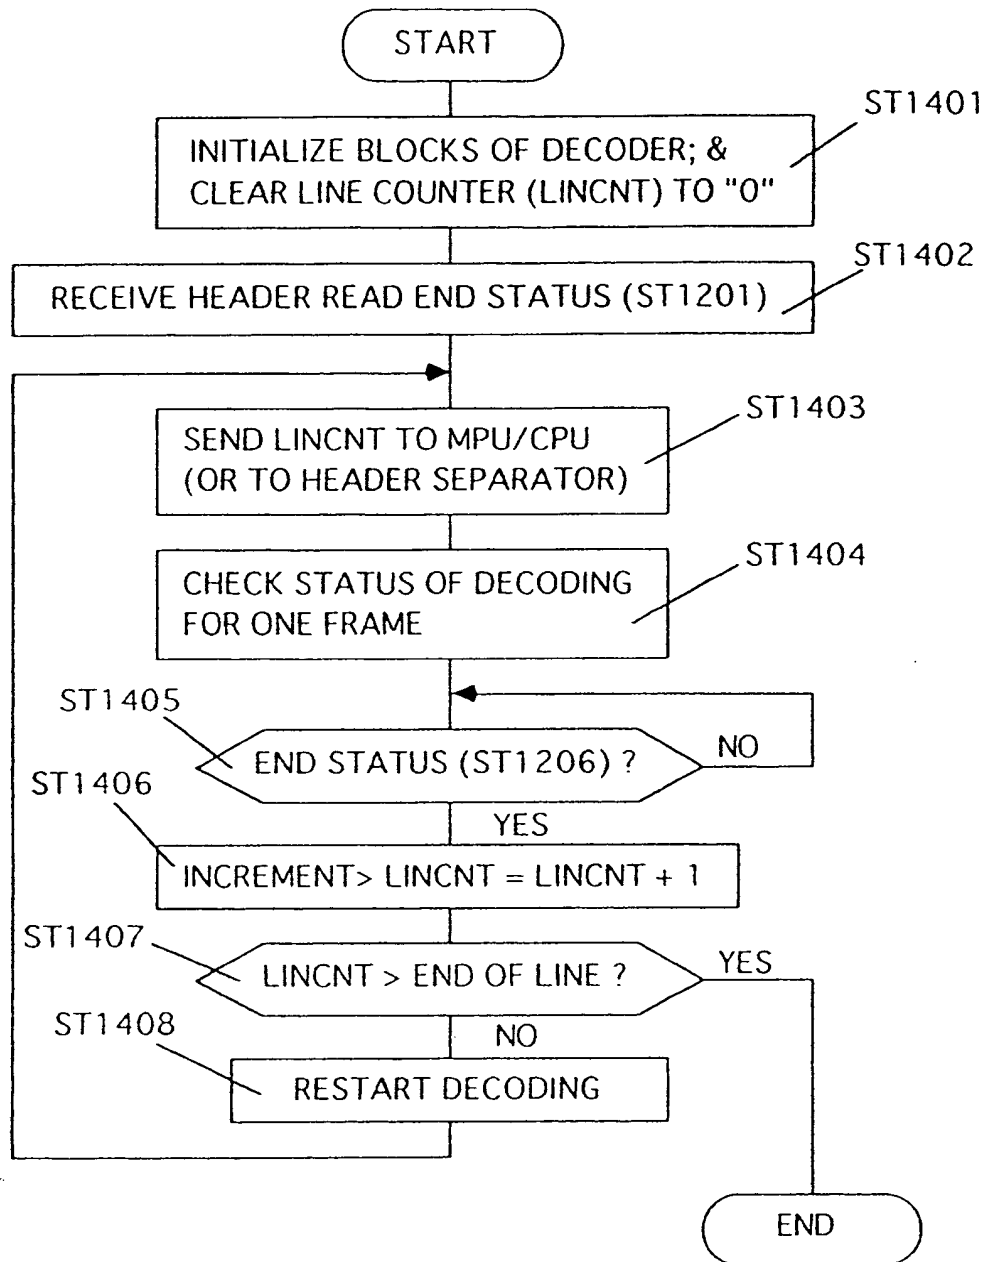 START
ST1401
INITIALIZE BLOCKS OF DECODER; &
CLEAR LINE COUNTER (LINCNT) TO "0"
ST1402
RECEIVE HEADER READ END STATUS (ST1201)
ST1403
SEND LINCNT TO MPU/CPU
(OR TO HEADER SEPARATOR)
ST1404
CHECK STATUS OF DECODING
FOR ONE FRAME
ST1405
END STATUS (ST1206) ?
NO
YES
ST1406
INCREMENT> LINCNT = LINCNT + 1
ST1407
LINCNT > END OF LINE ?
YES
NO
ST1408
RESTART DECODING
END